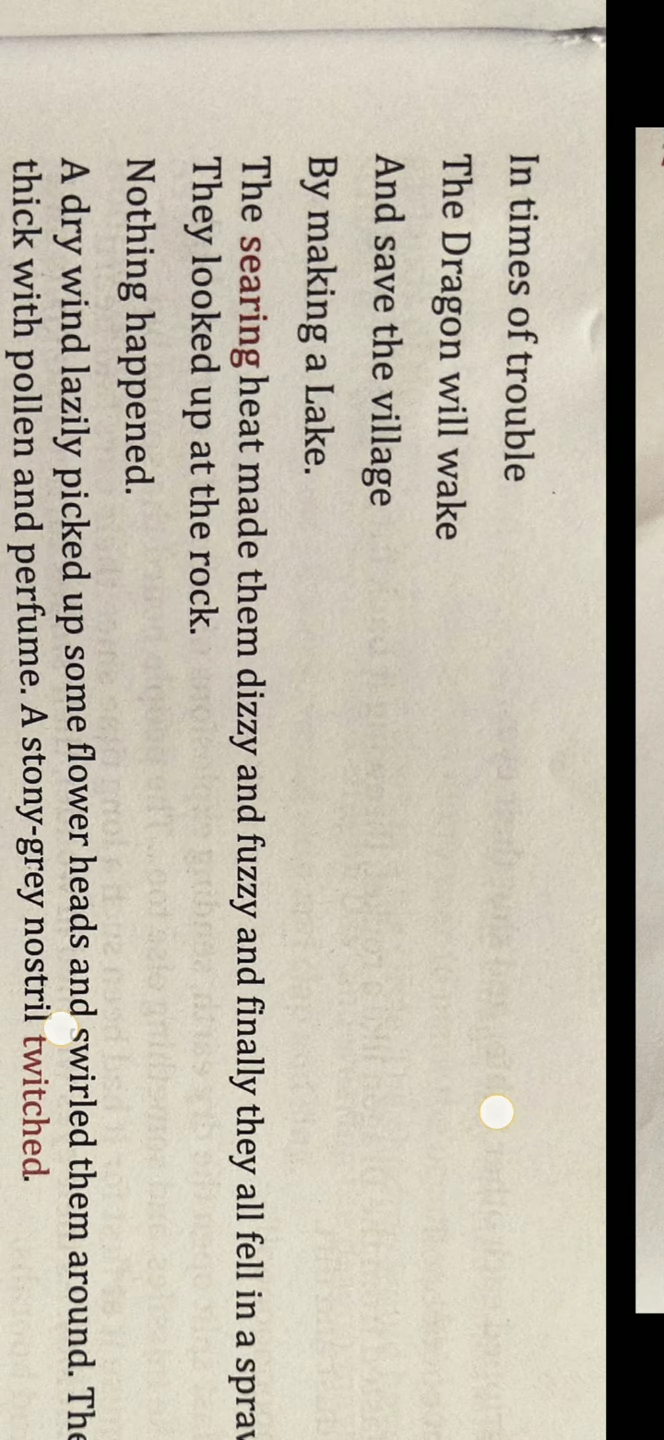 In times of trouble
The Dragon will wake
And save the village
By making a Lake.
The searing heat made them dizzy and fuzzy and finally they all fell in a
They looked up at the rock.
Nothing happened.
A dry wind lazily picked up some flower heads and swirled them around. The
thick with pollen and perfume. A stony-grey nostril twitched.